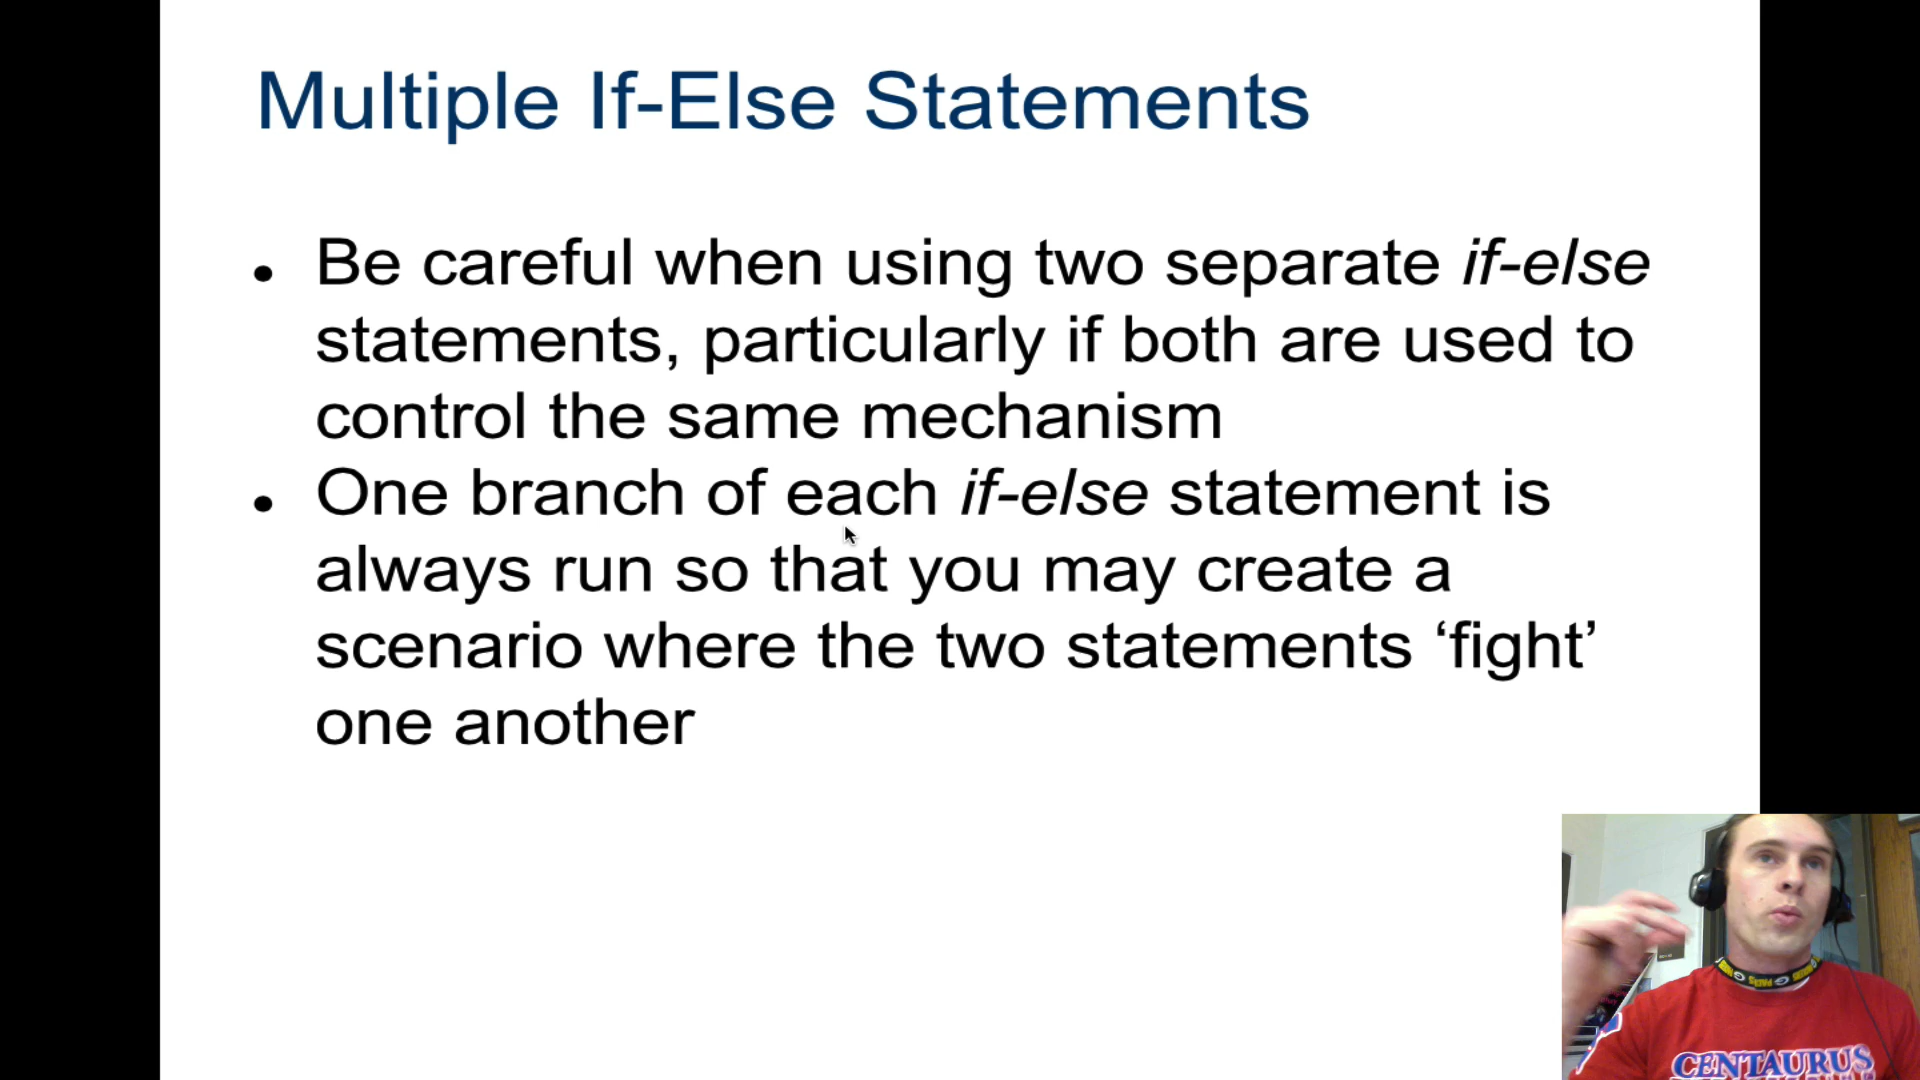 Multiple If-Else Statements
• Be careful when using two separate if-else
statements, particularly if both are used to
control the same mechanism
• One branch of each if-else statement is
always run so that you may create a
scenario where the two statements ‘fight’
one another
CENTAURUS